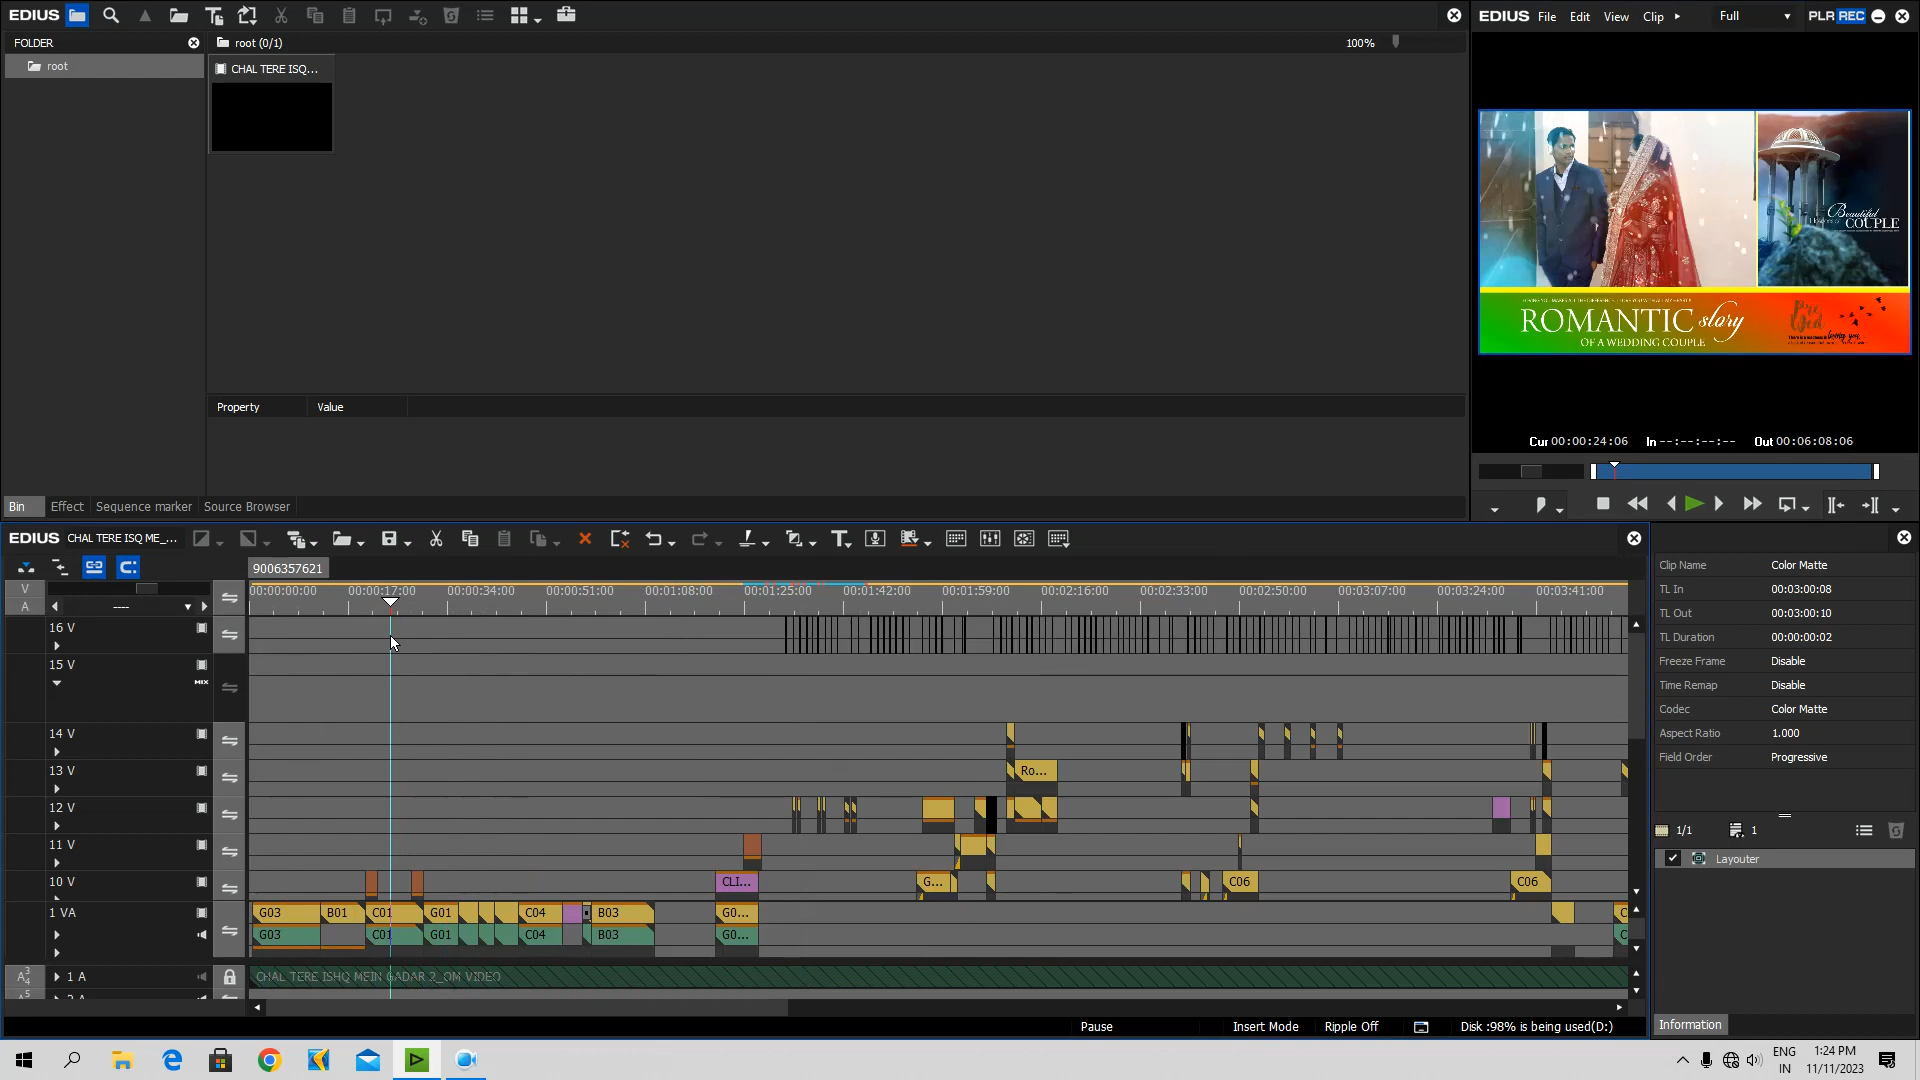 EDIUS
root (0/1)
100%
FOLDER
root
CHAL TERE ISQ...
Property Value
Bin Effect Sequence marker Source Browser
EDIUS File Edit View Clip Full PLR REC
Beautiful
COUPLE
ROMANTIC story
OF A WEDDING COUPLE
Cur 00:00:24:06 In --:--:--:-- Out 00:06:08:06
EDIUS CHAL TERE ISQ ME_...
9006357621
V
A ----
00:00:00:00 00:00:17:00 00:00:34:00 00:00:51:00 00:01:08:00 00:01:25:00 00:01:42:00 00:01:59:00 00:02:16:00 00:02:33:00 00:02:50:00 00:03:07:00 00:03:24:00 00:03:41:00
16 V
15 V
MIX
14 V
13 V Ro...
12 V
11 V
10 V CLI... G... C06 C06
1 VA G03 B01 C01 G01 C04 B03 G0... C
G03 C01 G01 C04 B03 G0... C
A3 A4 1 A CHAL TERE ISHQ MEIN GADAR 2_OM VIDEO
A5 2 A
Pause Insert Mode Ripple Off Disk :98% is being used(D:)
Clip Name Color Matte
TL In 00:03:00:08
TL Out 00:03:00:10
TL Duration 00:00:00:02
Freeze Frame Disable
Time Remap Disable
Codec Color Matte
Aspect Ratio 1.000
Field Order Progressive
1/1 1
Layouter
Information
ENG
IN
1:24 PM
11/11/2023